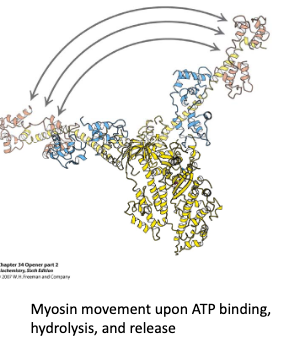 Chapter 34 Opener part 2
Biochemistry, Sixth Edition
© 2007 W.H.Freeman and Company
Myosin movement upon ATP binding,
hydrolysis, and release